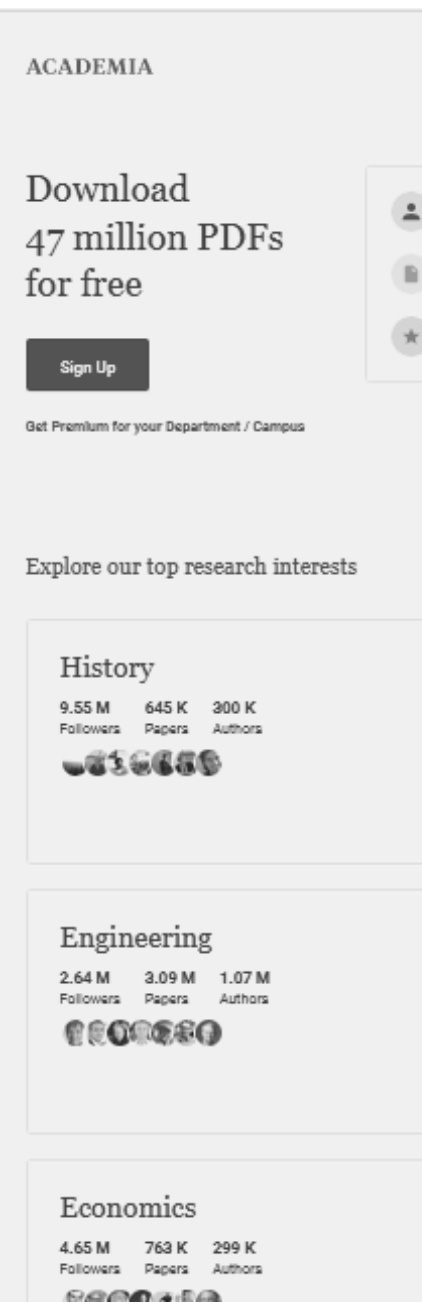 ACADEMIA
Download
47 million PDFs
for free
Sign Up
Get Premium for your Department / Campus
Explore our top research interests
History
9.55 M 645 K 300 K
Followers Papers Authors
Engineering
2.64 M 3.09 M 1.07 M
Followers Papers Authors
Economics
4.65 M 763 K 299 K
Followers Papers Authors